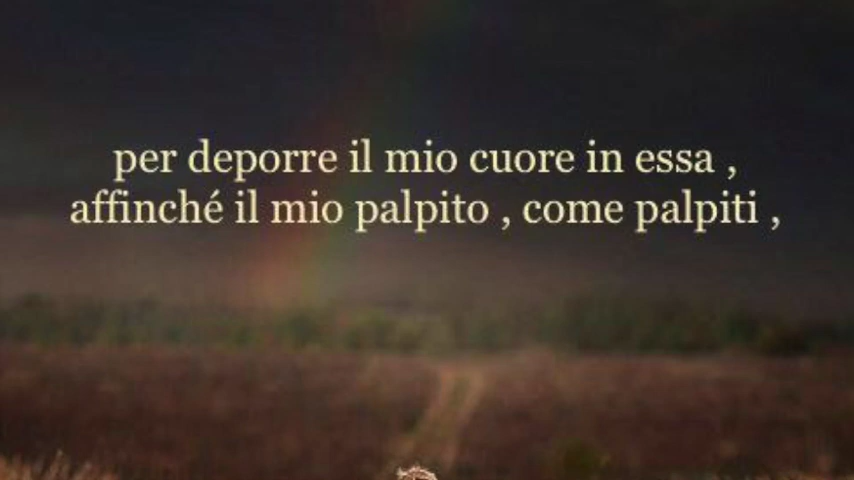 per deporre il mio cuore in essa ,
affinché il mio palpito , come palpiti ,